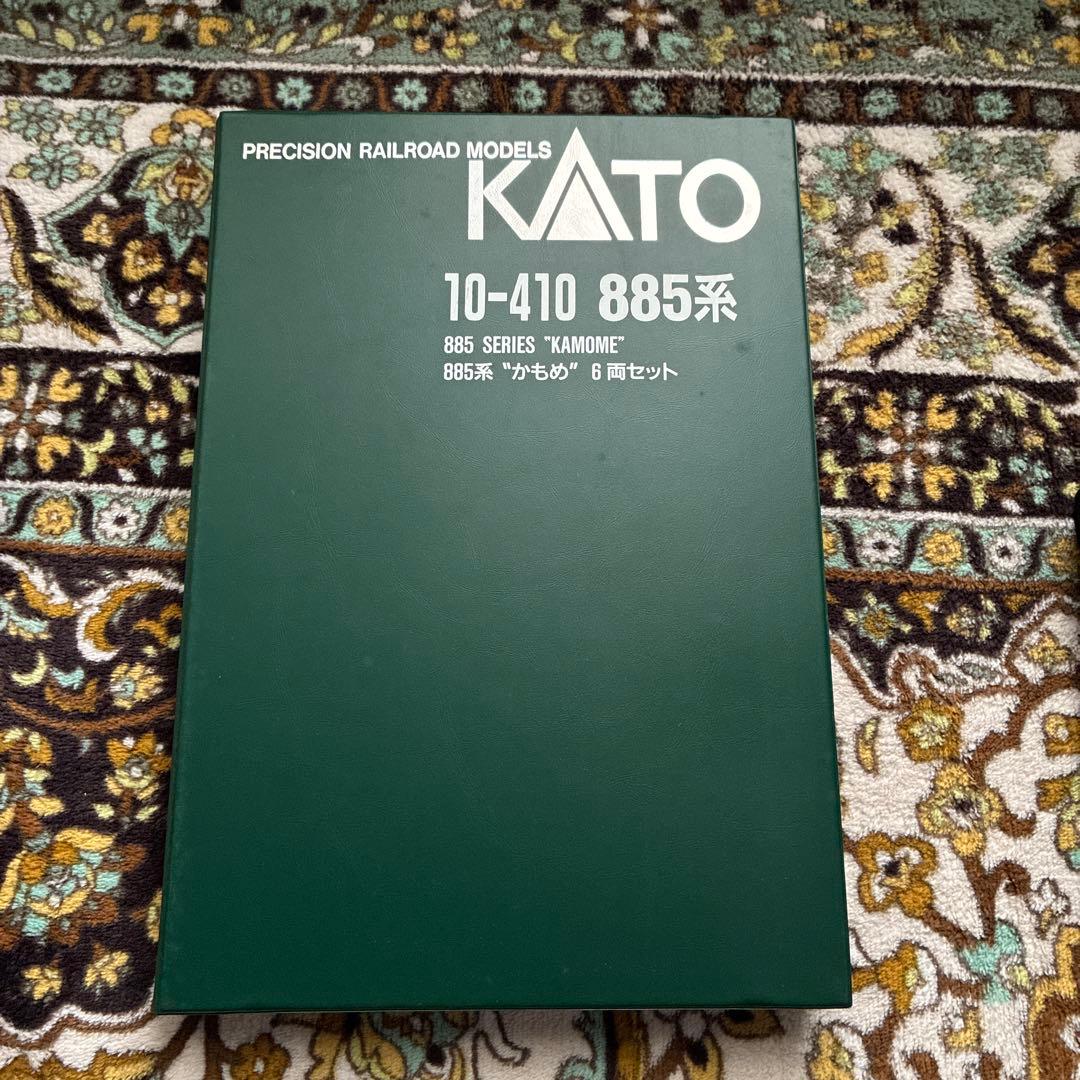 PRECISION RAILROAD MODELS
KATO
10-410 885系
885 SERIES "KAMOME"
885系 "かもめ" 6両セット